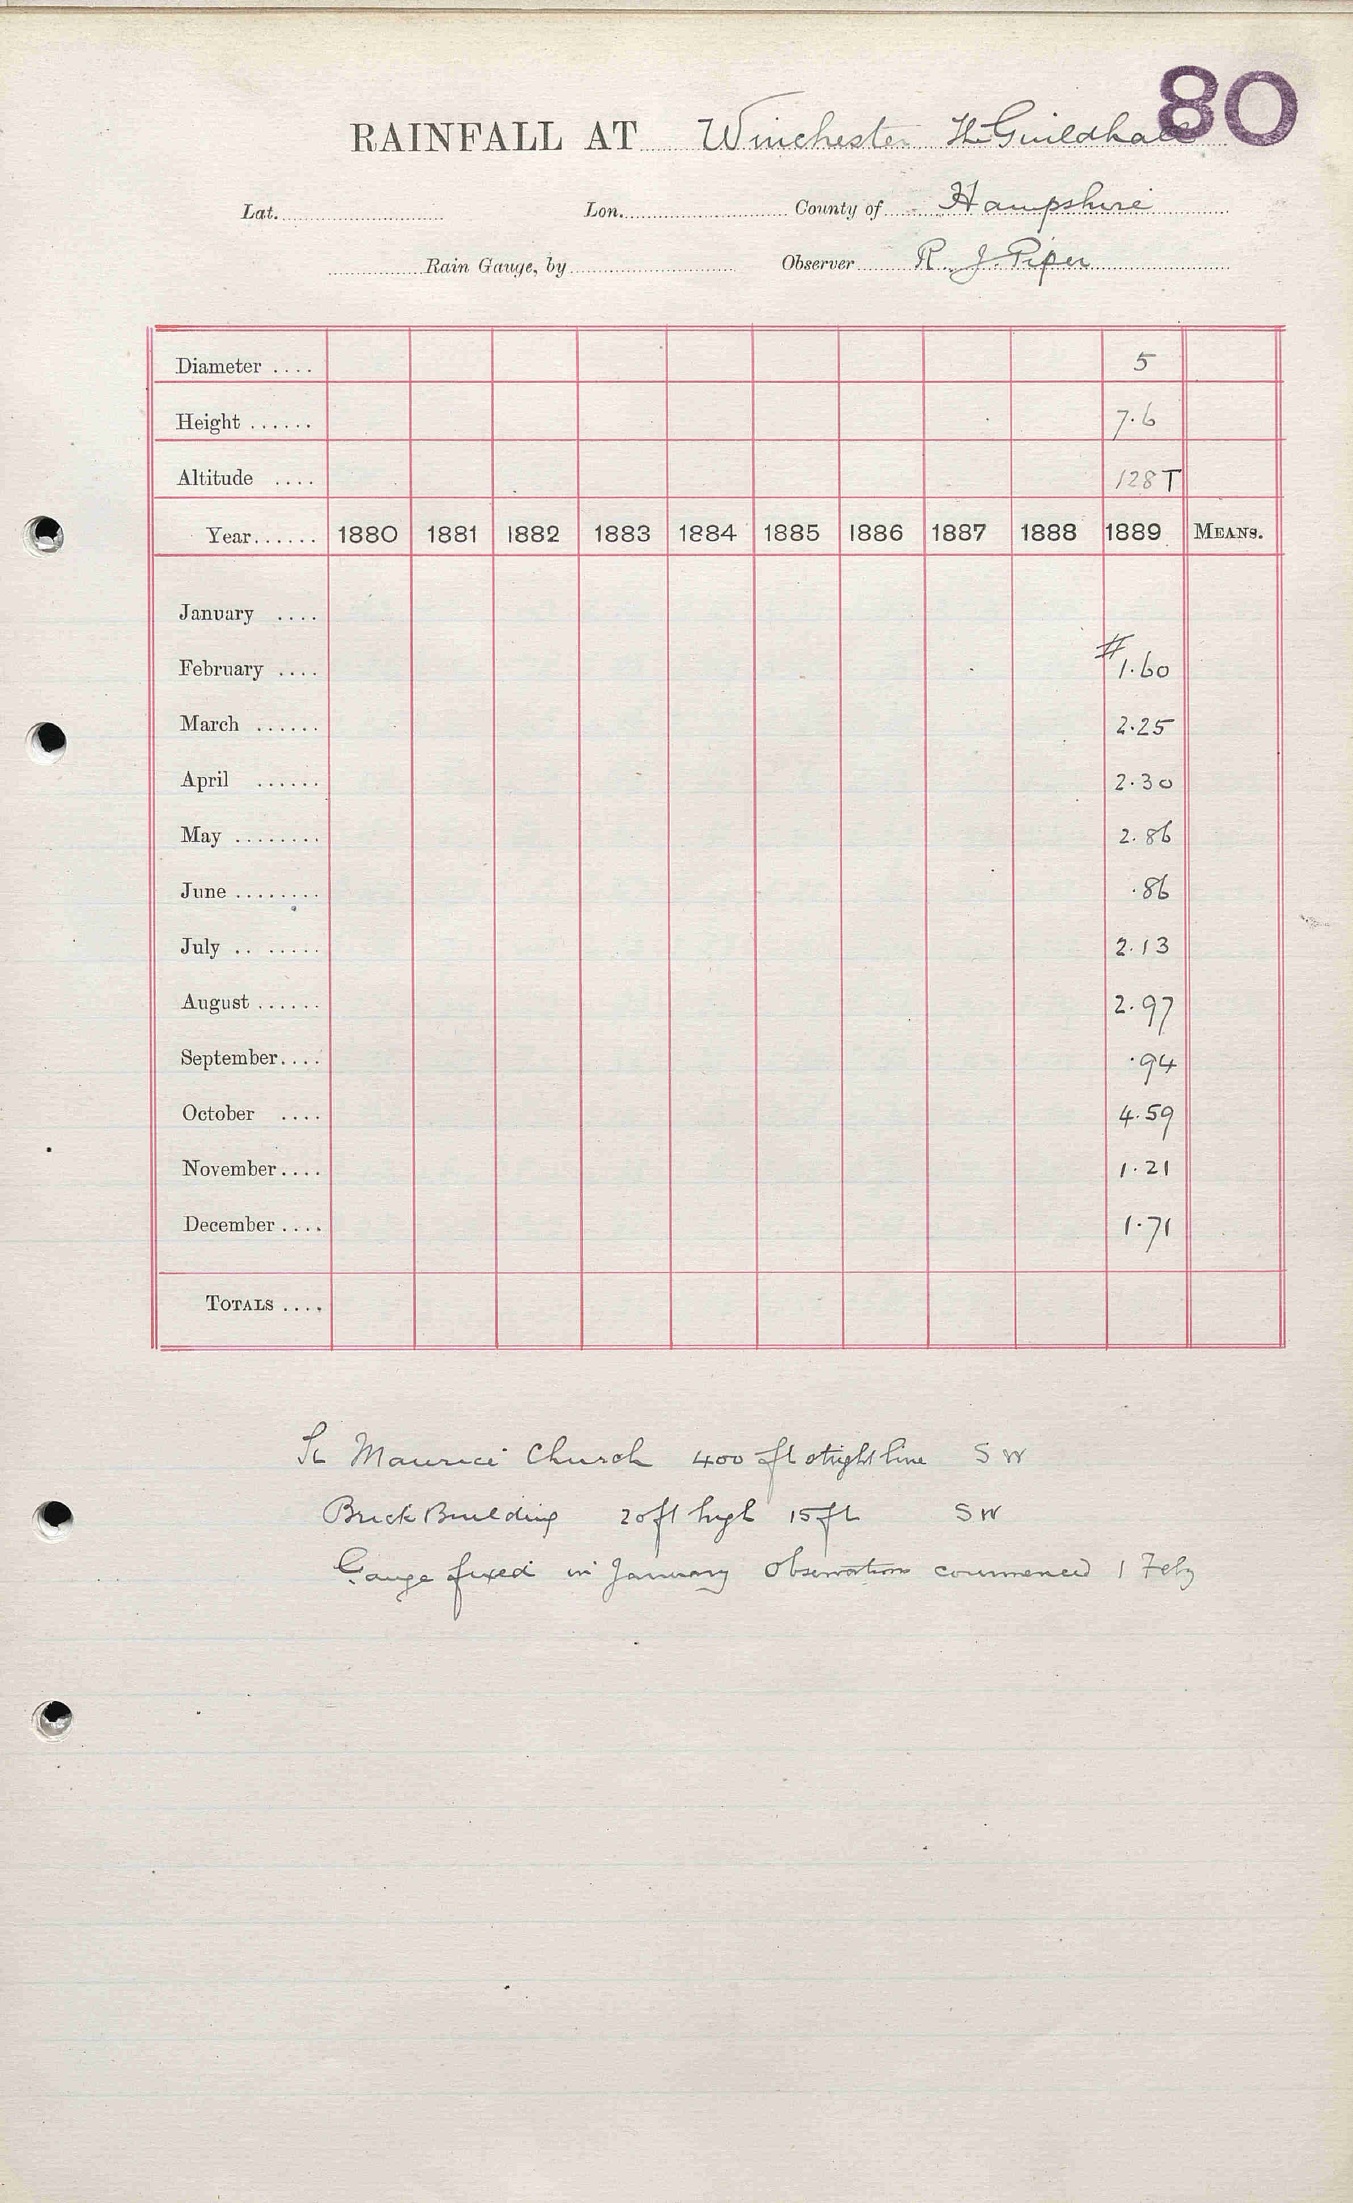 80
RAINFALL AT Winchester The Guildhall
Lat. Lon. County of Hampshire
Rain Gauge, by Observer R. J. Piper
Diameter .... 5
Height ...... 7.6
Altitude .... 128 T
Year...... 1880 1881 1882 1883 1884 1885 1886 1887 1888 1889 MEANS.
January ....
February .... # 1.60
March ...... 2.25
April ...... 2.30
May ........ 2.86
June ........ .86
July .. ..... 2.13
August ...... 2.97
September.... .94
October .... 4.59
November.... 1.21
December .... 1.71
TOTALS ....
St Maurice Church 400 ft straight line S W
Brick Building 20 ft high 15 ft S W
Gauge fixed in January Observations commenced 1 Feby